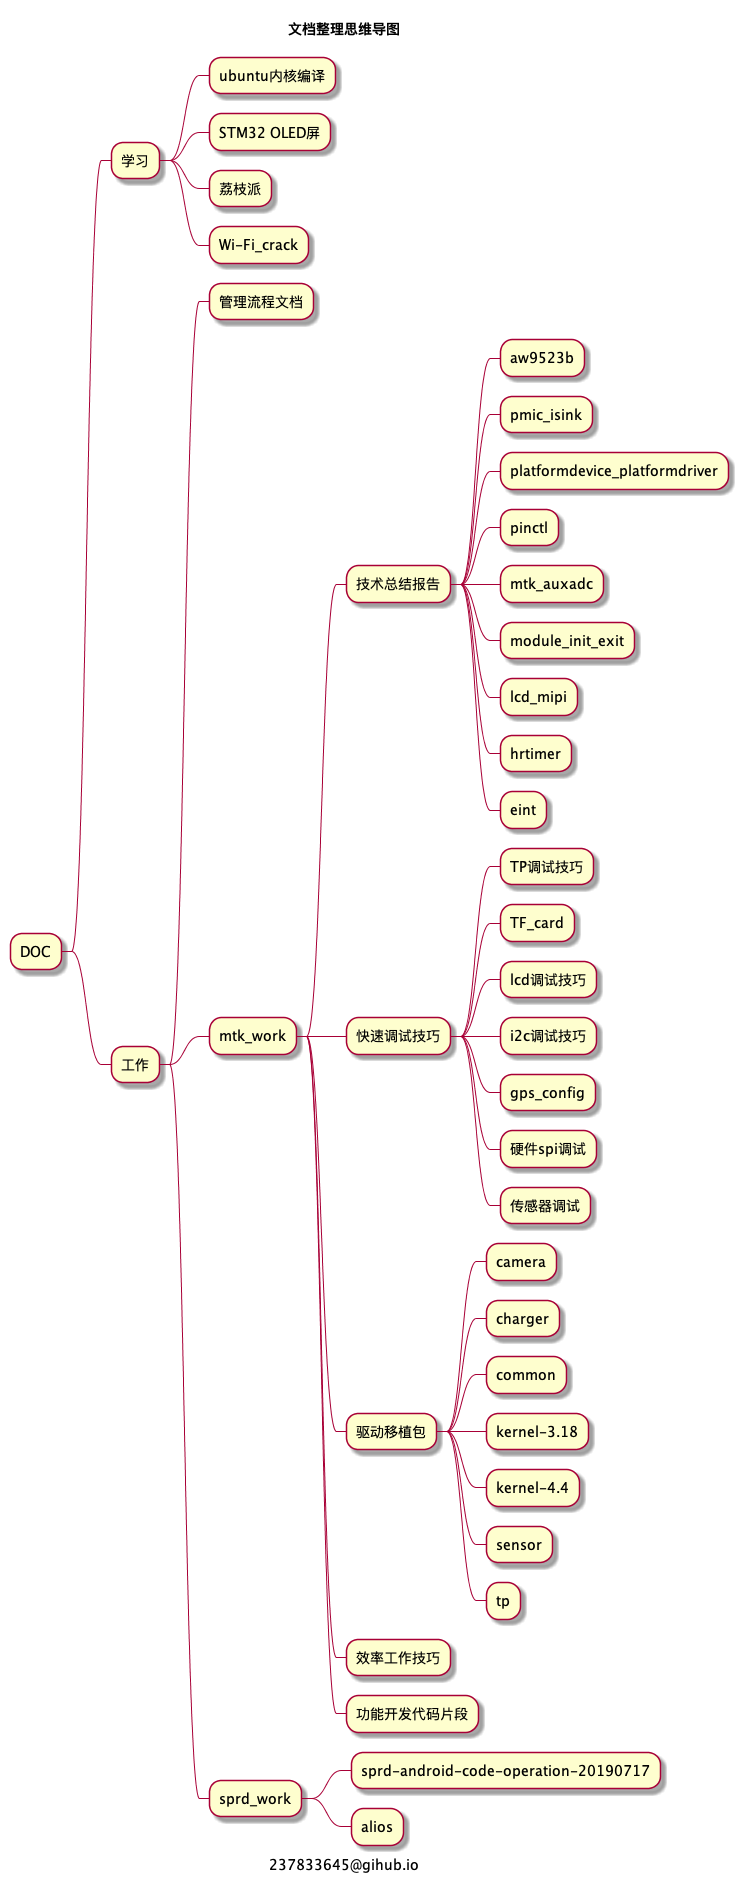 文档整理思维导图
DOC
学习
ubuntu内核编译
STM32 OLED屏
荔枝派
Wi-Fi_crack
工作
管理流程文档
mtk_work
技术总结报告
aw9523b
pmic_isink
platformdevice_platformdriver
pinctl
mtk_auxadc
module_init_exit
lcd_mipi
hrtimer
eint
快速调试技巧
TP调试技巧
TF_card
lcd调试技巧
i2c调试技巧
gps_config
硬件spi调试
传感器调试
驱动移植包
camera
charger
common
kernel-3.18
kernel-4.4
sensor
tp
效率工作技巧
功能开发代码片段
sprd_work
sprd-android-code-operation-20190717
alios
237833645@gihub.io